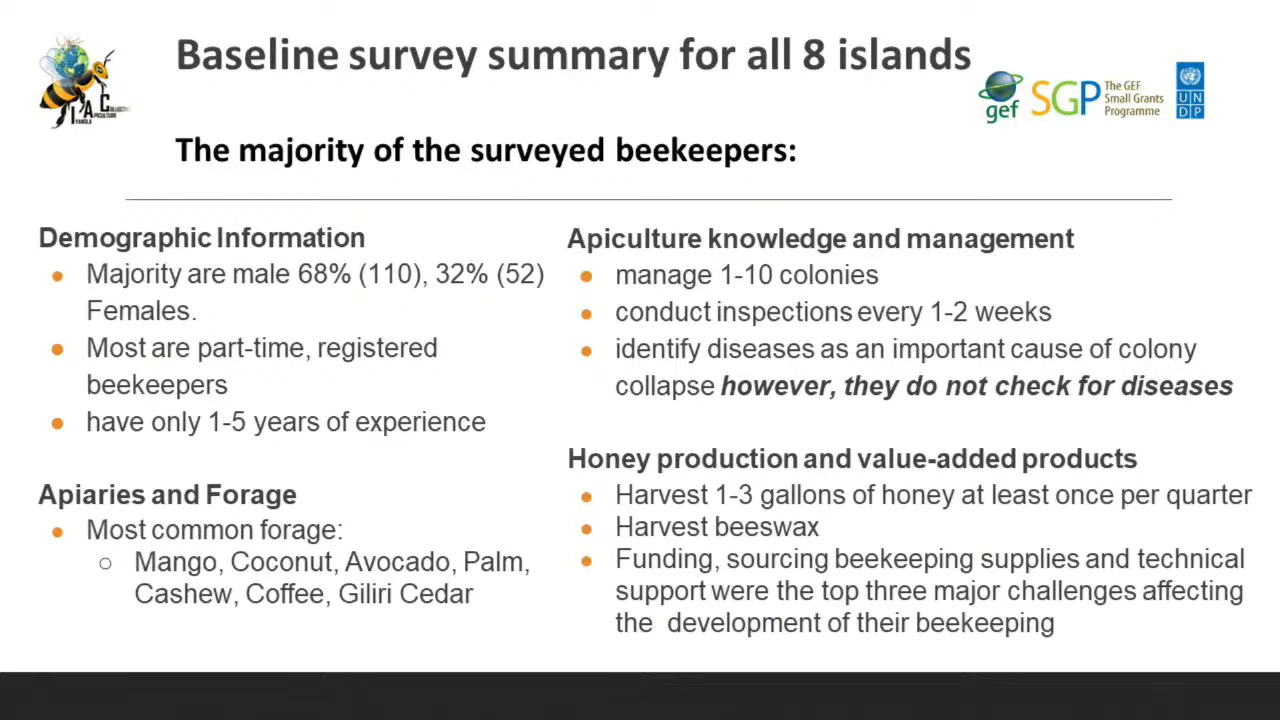 Baseline survey summary for all 8 islands
IYANOLA
APICULTURE
COLLECTIVE
gef
SGP
The GEF
Small Grants
Programme
U N
D P
The majority of the surveyed beekeepers:
Demographic Information
Majority are male 68% (110), 32% (52)
Females.
Most are part-time, registered
beekeepers
have only 1-5 years of experience
Apiaries and Forage
Most common forage:
Mango, Coconut, Avocado, Palm,
Cashew, Coffee, Giliri Cedar
Apiculture knowledge and management
manage 1-10 colonies
conduct inspections every 1-2 weeks
identify diseases as an important cause of colony
collapse however, they do not check for diseases
Honey production and value-added products
Harvest 1-3 gallons of honey at least once per quarter
Harvest beeswax
Funding, sourcing beekeeping supplies and technical
support were the top three major challenges affecting
the development of their beekeeping